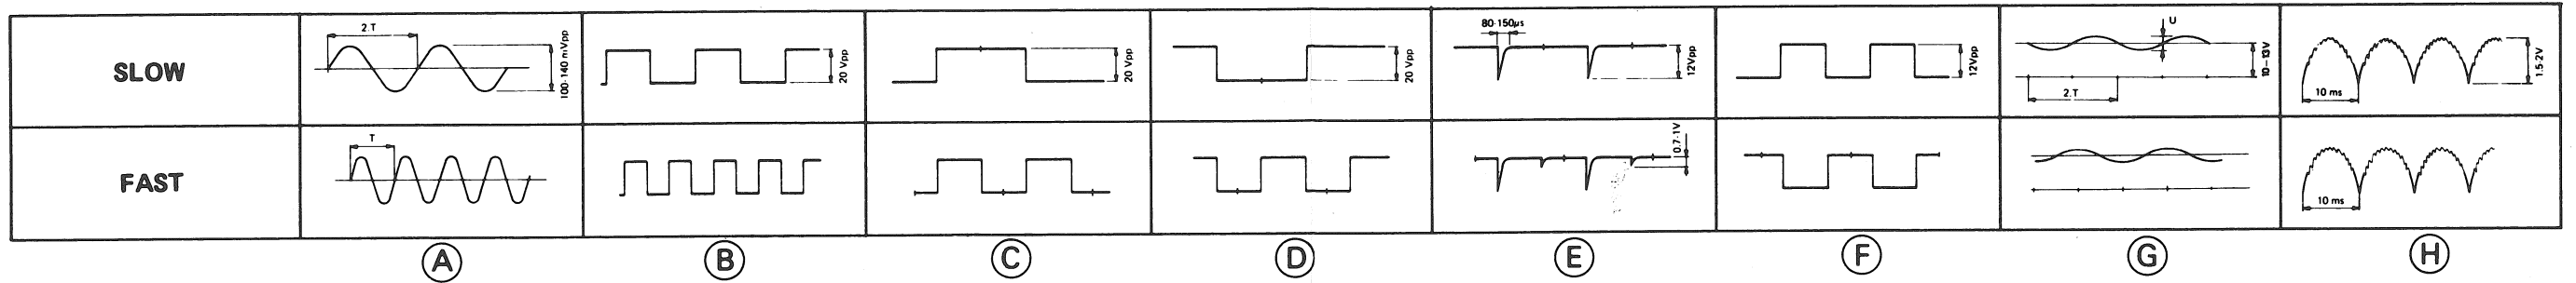 SLOW
2.T
100-140 mVpp
20 Vpp
20 Vpp
20 Vpp
80-150µs
12Vpp
12Vpp
U
10-13V
2.T
10 ms
1.5-2V
FAST
T
0.7-1V
10 ms
A
B
C
D
E
F
G
H